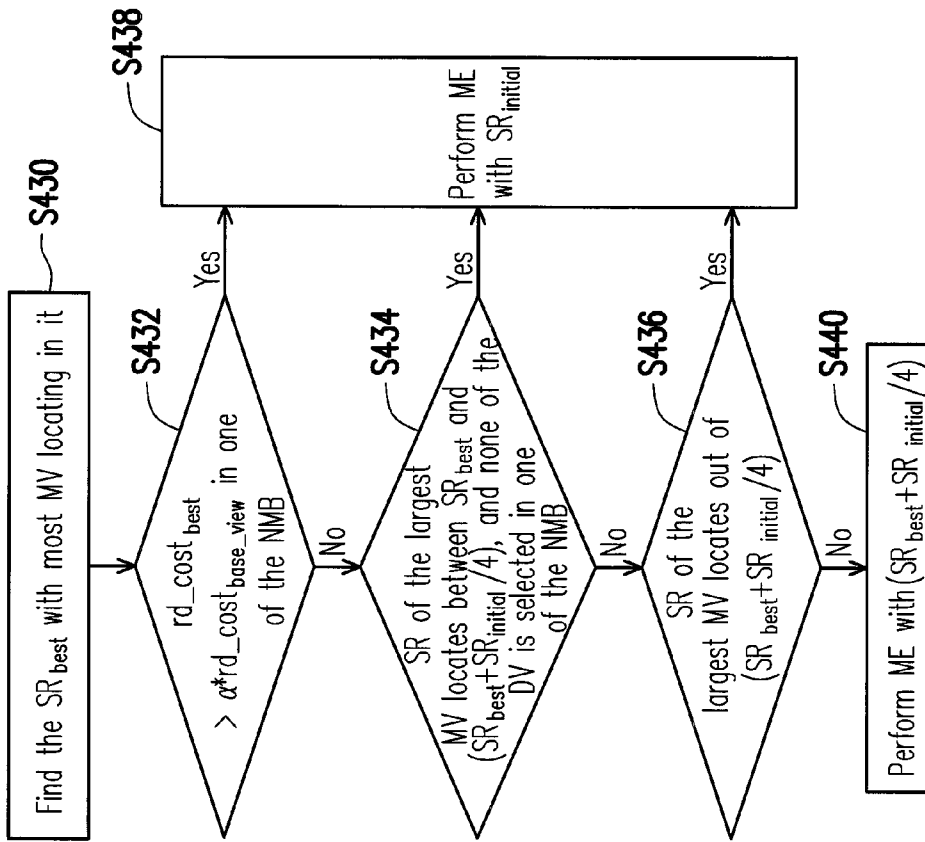 S430
Find the SR_best with most MV locating in it
S432
rd_cost_best
> α*rd_cost_base_view in one
of the NMB
Yes
No
S434
SR of the largest
MV locates between SR_best and
(SR_best+SR_initial/4), and none of the
DV is selected in one
of the NMB
Yes
No
S436
SR of the
largest MV locates out of
(SR_best+SR_initial/4)
Yes
No
S438
Perform ME
with SR_initial
S440
Perform ME with (SR_best+SR_initial/4)